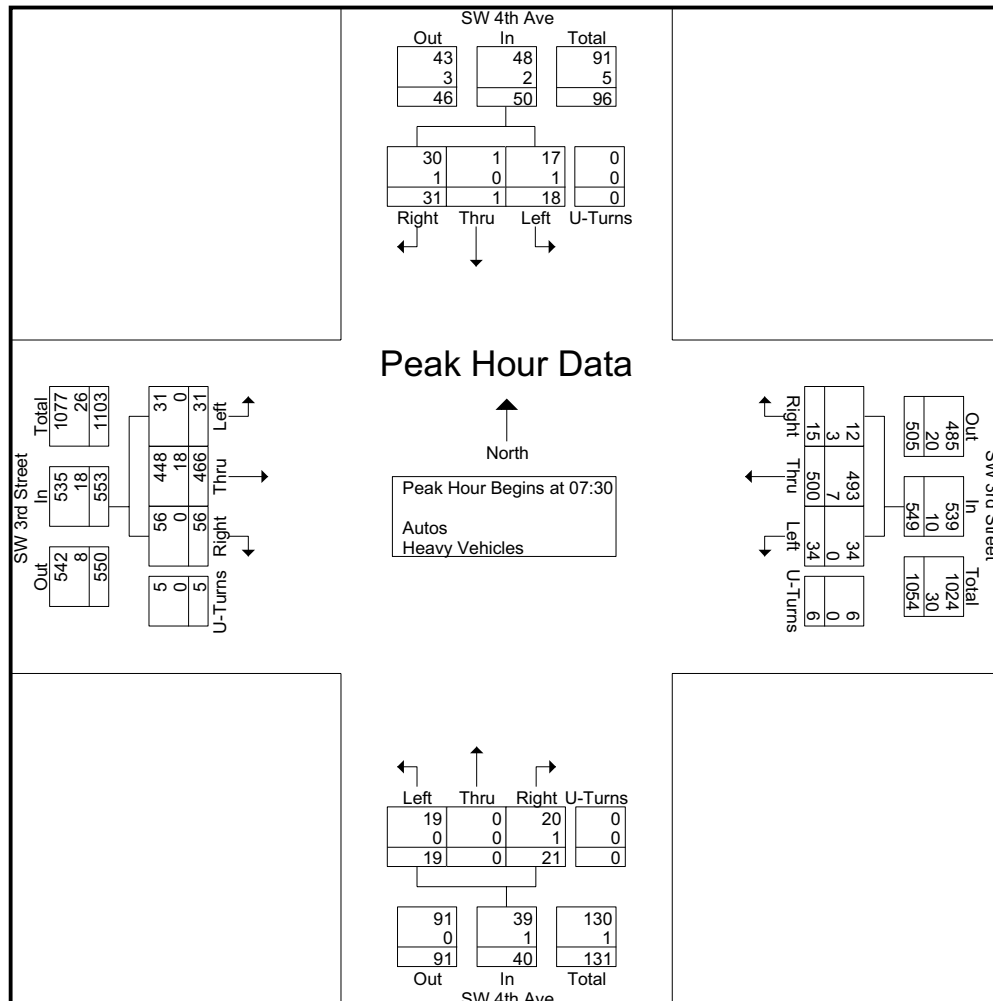 SW 4th Ave
Out In Total
43 48 91
3 2 5
46 50 96
30 1 17 0
1 0 1 0
31 1 18 0
Right Thru Left U-Turns
Peak Hour Data
North
Peak Hour Begins at 07:30
Autos
Heavy Vehicles
SW 3rd Street
Total In Out
1077 535 542
26 18 8
1103 553 550
31 448 56 5
0 18 0 0
31 466 56 5
Left Thru Right U-Turns
SW 3rd Street
Out In Total
485 539 1024
20 10 30
505 549 1054
12 493 34 6
3 7 0 0
15 500 34 6
Right Thru Left U-Turns
Left Thru Right U-Turns
19 0 20 0
0 0 1 0
19 0 21 0
91 39 130
0 1 1
91 40 131
Out In Total
SW 4th Ave